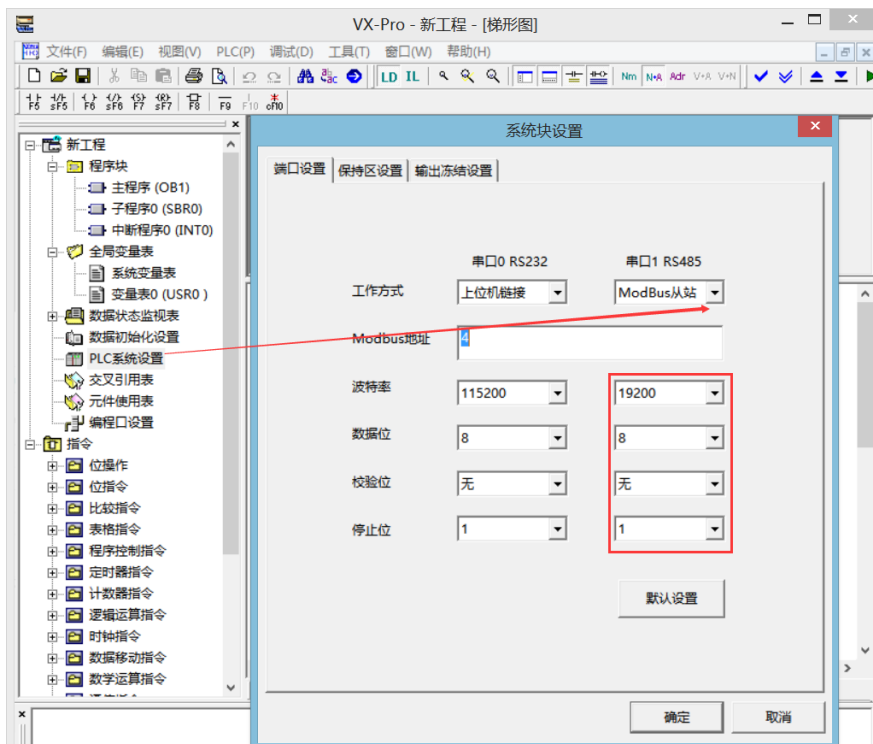 VX-Pro - 新工程 - [梯形图]
文件(F) 编辑(E) 视图(V) PLC(P) 调试(D) 工具(T) 窗口(W) 帮助(H)
LD IL Nm N•A Adr V•A V•N
F5 sF5 F6 sF6 F7 sF7 F8 F9 F10 cF10
新工程
程序块
主程序 (OB1)
子程序0 (SBR0)
中断程序0 (INT0)
全局变量表
系统变量表
变量表0 (USR0 )
数据状态监视表
数据初始化设置
PLC系统设置
交叉引用表
元件使用表
编程口设置
指令
位操作
位指令
比较指令
表格指令
程序控制指令
定时器指令
计数器指令
逻辑运算指令
时钟指令
数据移动指令
数学运算指令
系统块设置
端口设置 保持区设置 输出冻结设置
串口0 RS232 串口1 RS485
工作方式 上位机链接 ModBus从站
Modbus地址 4
波特率 115200 19200
数据位 8 8
校验位 无 无
停止位 1 1
默认设置
确定 取消